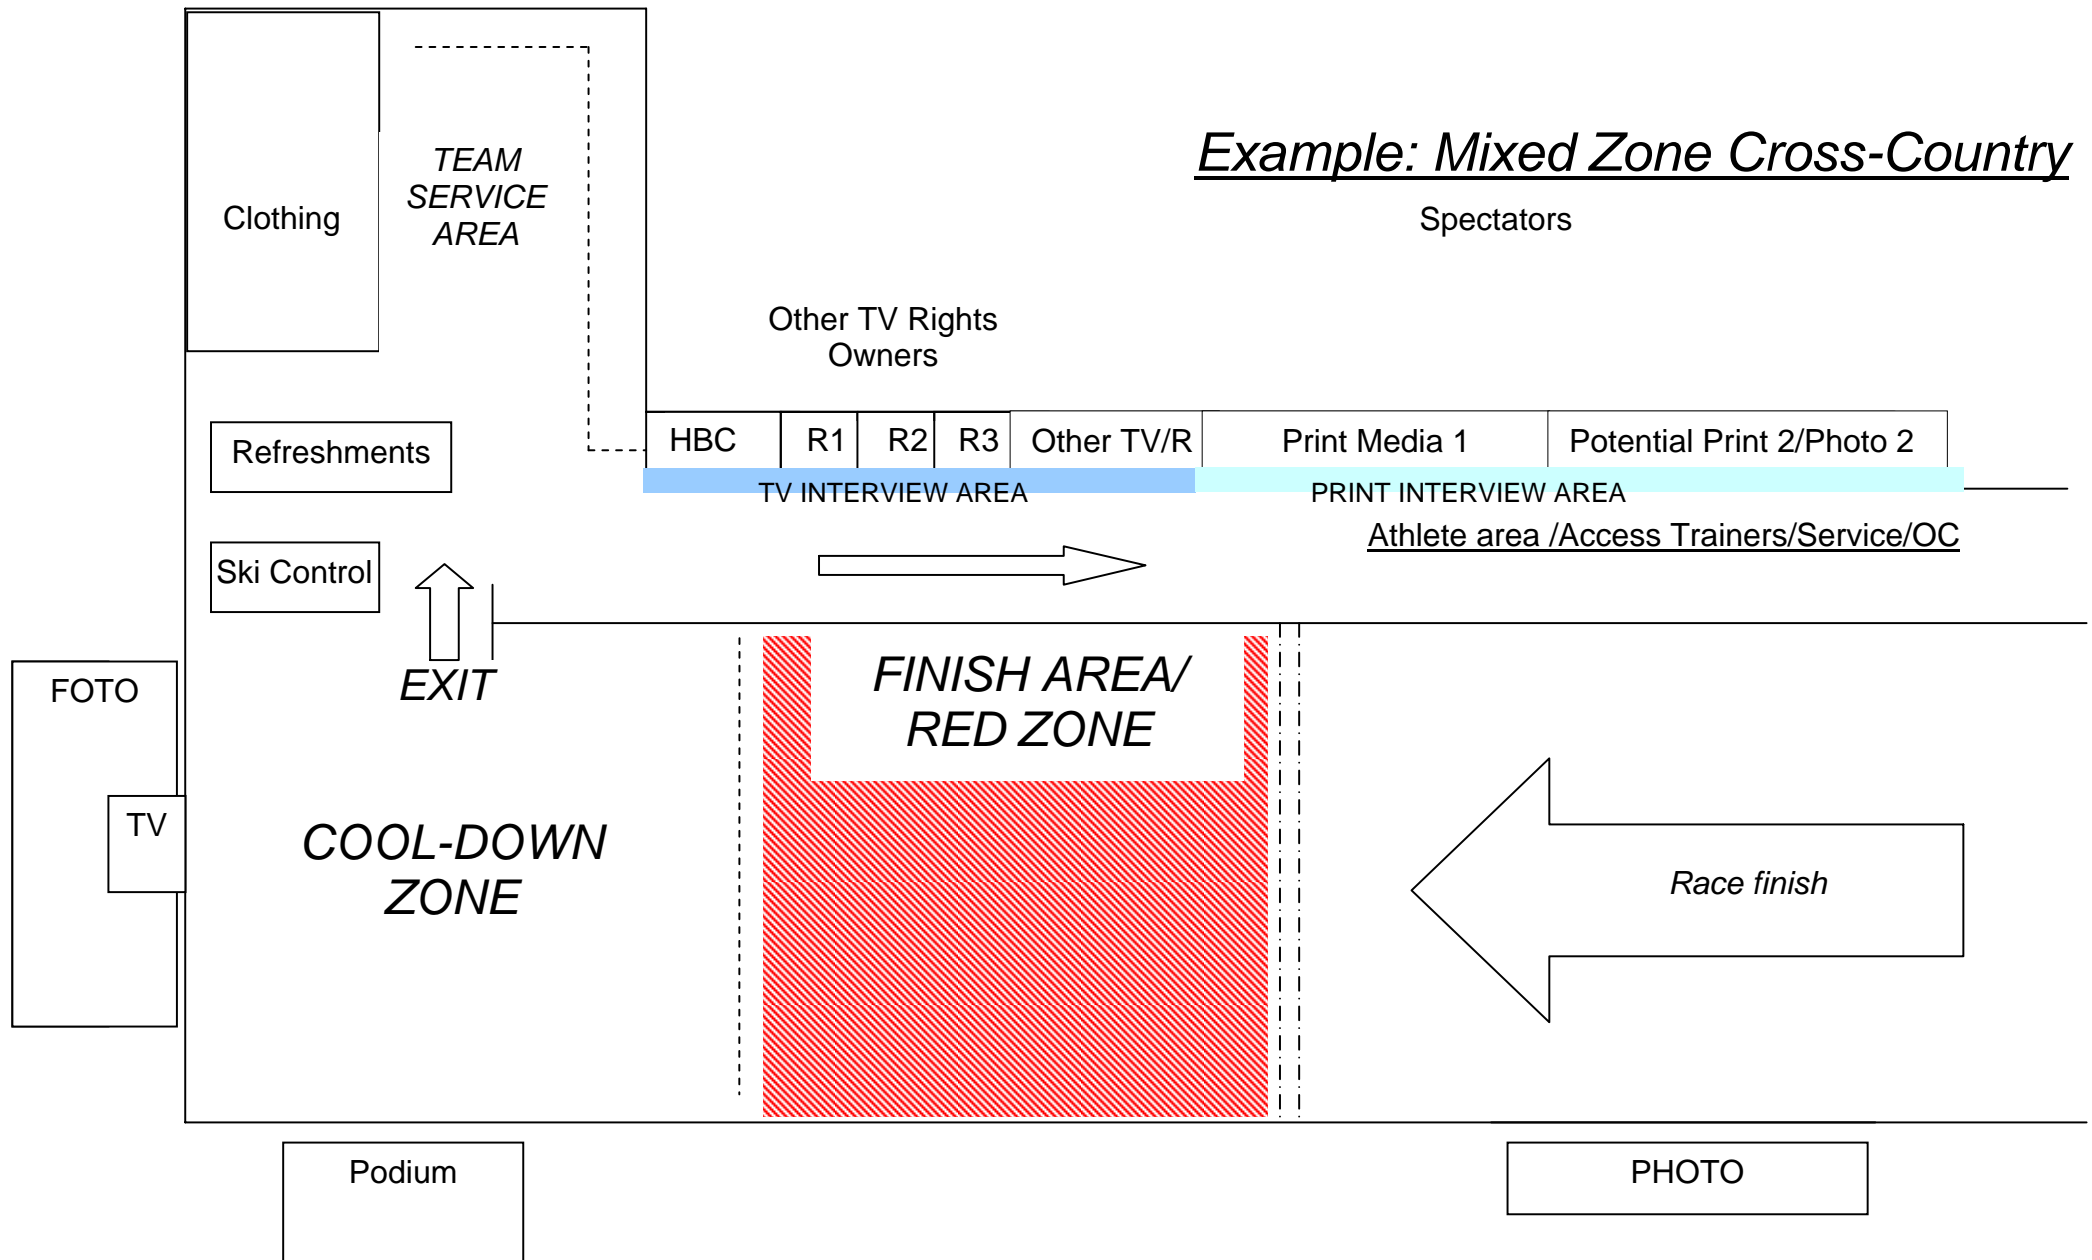 Example: Mixed Zone Cross-Country
Spectators
TEAM
SERVICE
AREA
Clothing
Other TV Rights
Owners
Refreshments
HBC
R1
R2
R3
Other TV/R
Print Media 1
Potential Print 2/Photo 2
TV INTERVIEW AREA
PRINT INTERVIEW AREA
Athlete area /Access Trainers/Service/OC
Ski Control
EXIT
FINISH AREA/
RED ZONE
FOTO
TV
COOL-DOWN
ZONE
Race finish
Podium
PHOTO